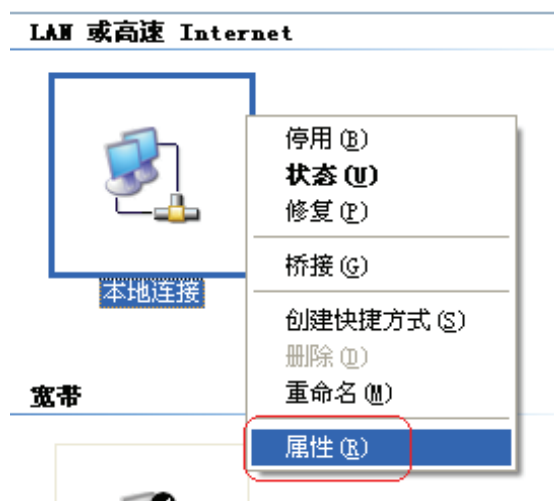 LAN 或高速 Internet
停用(B)
状态(U)
修复(P)
桥接(G)
本地连接
创建快捷方式(S)
删除(D)
重命名(M)
宽带
属性(R)